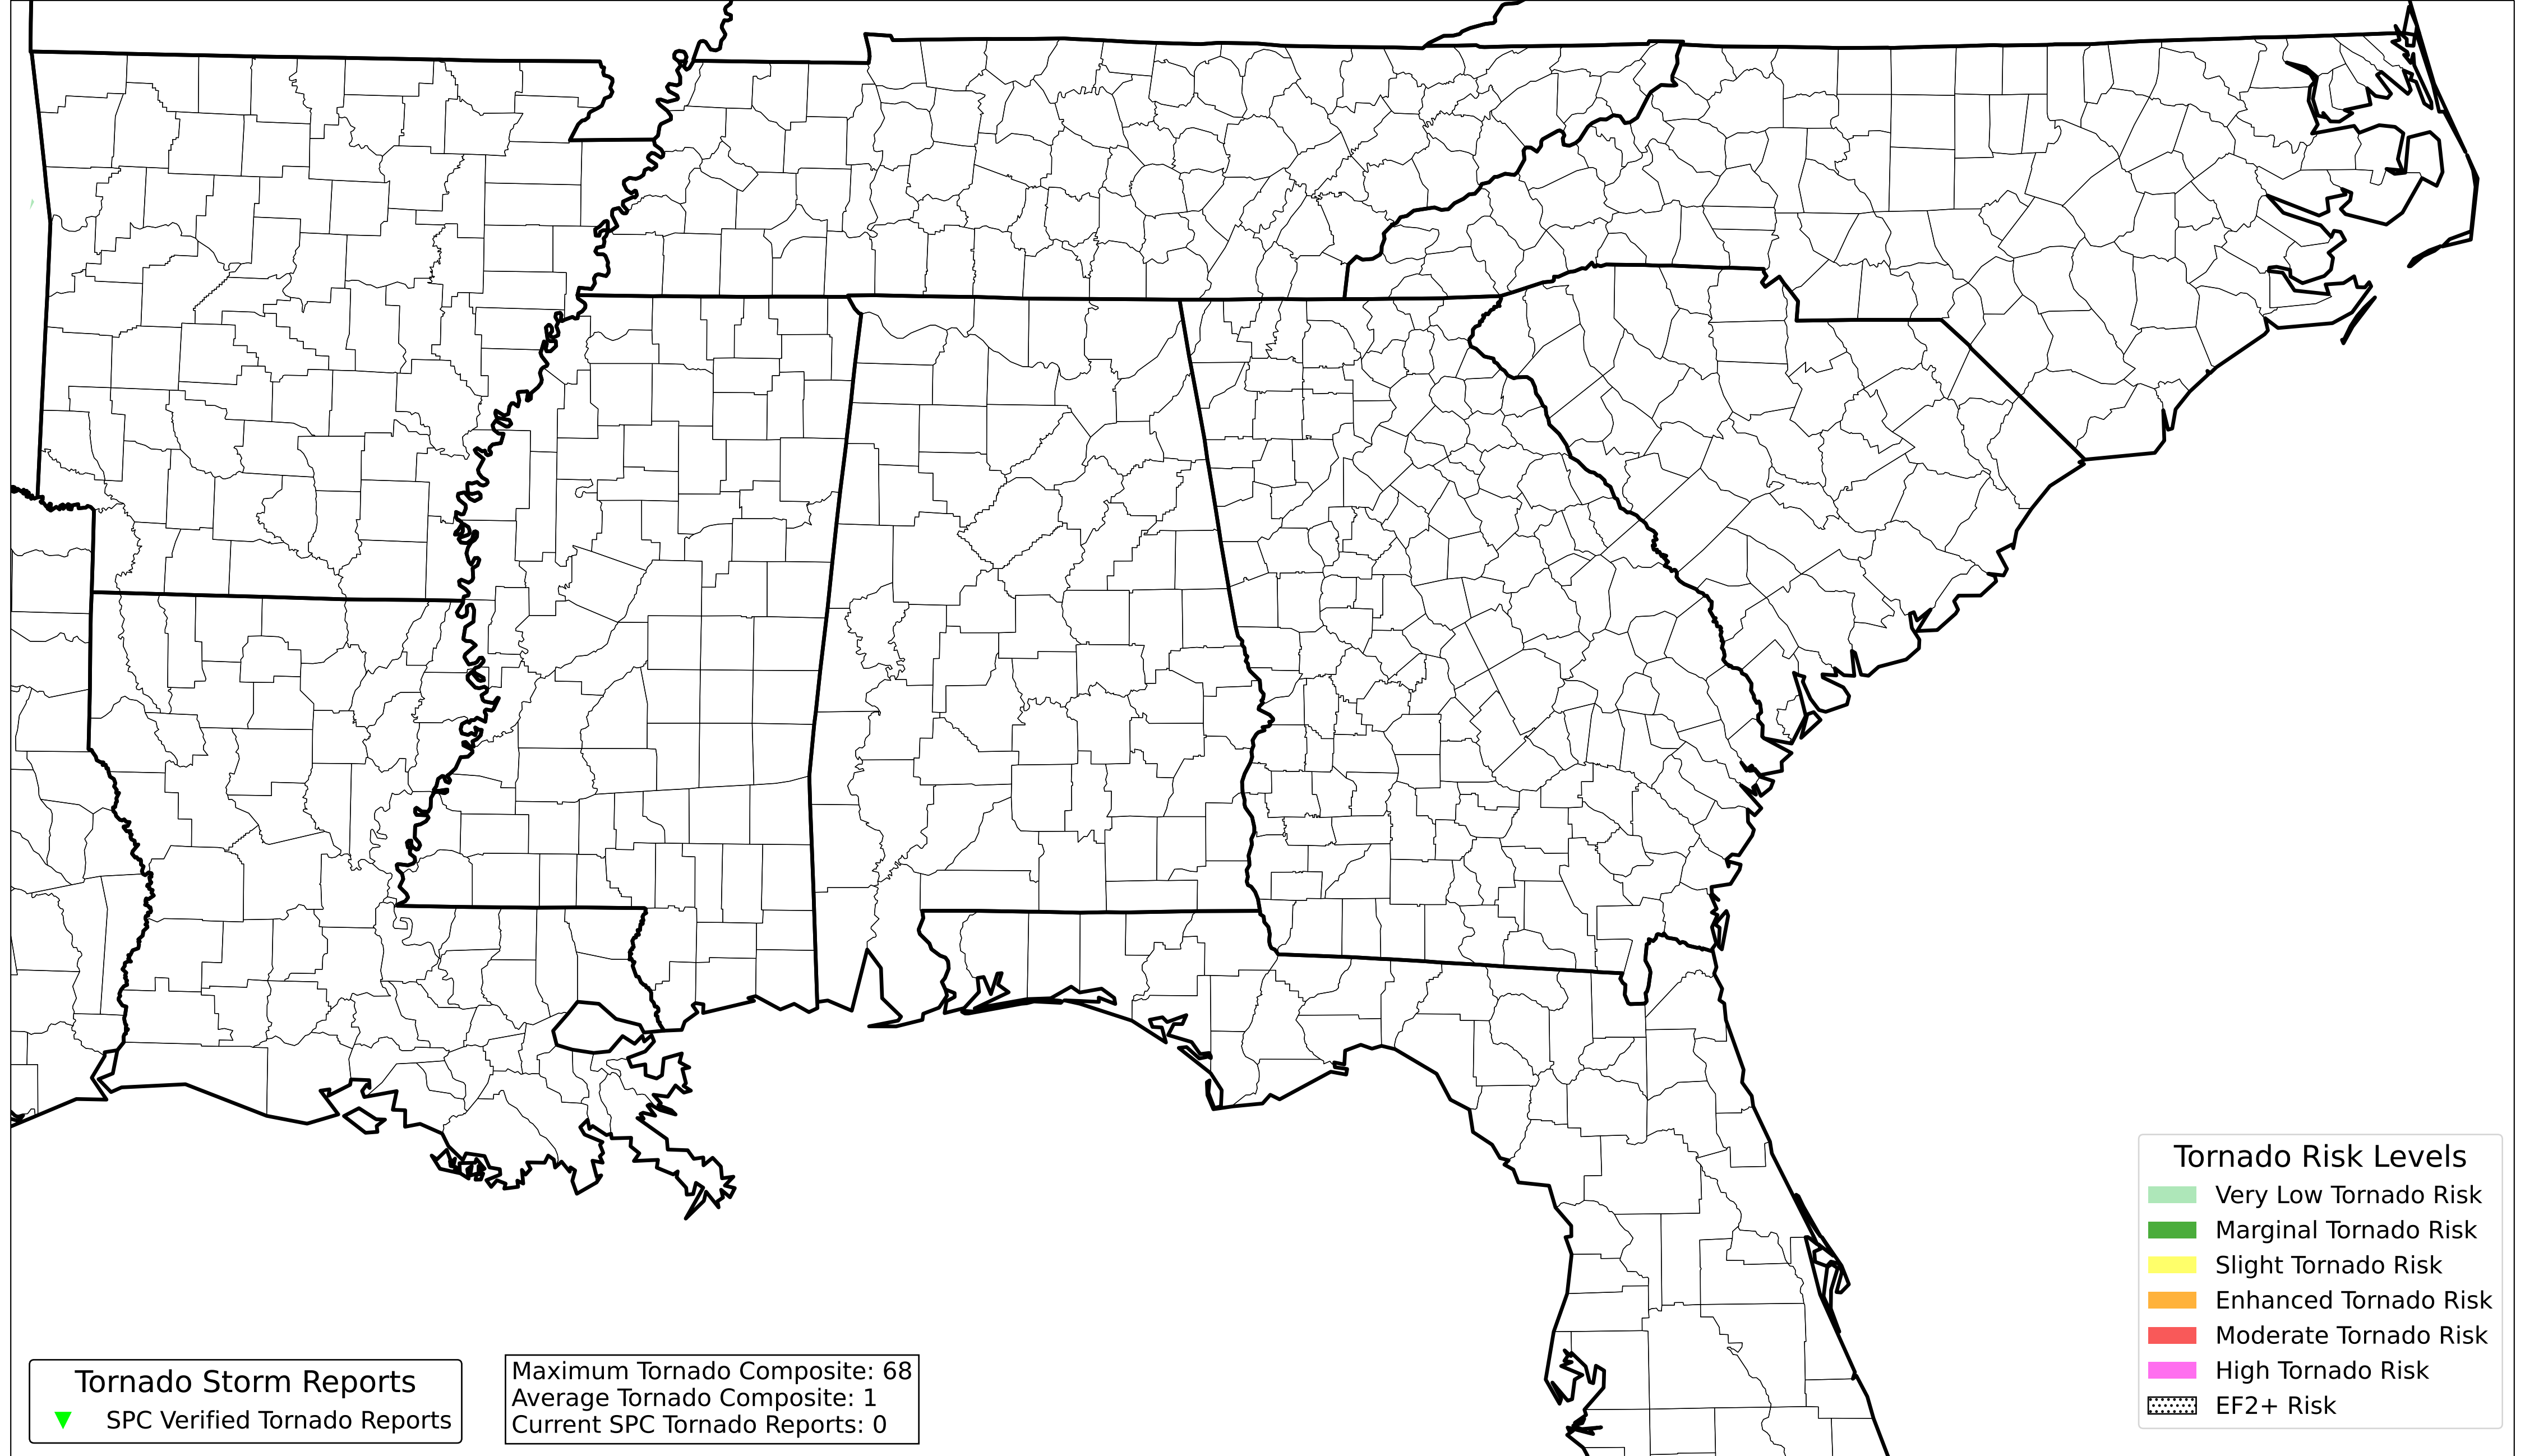 Tornado Risk Levels
Very Low Tornado Risk
Marginal Tornado Risk
Slight Tornado Risk
Enhanced Tornado Risk
Moderate Tornado Risk
High Tornado Risk
EF2+ Risk
Tornado Storm Reports
SPC Verified Tornado Reports
Maximum Tornado Composite: 68
Average Tornado Composite: 1
Current SPC Tornado Reports: 0